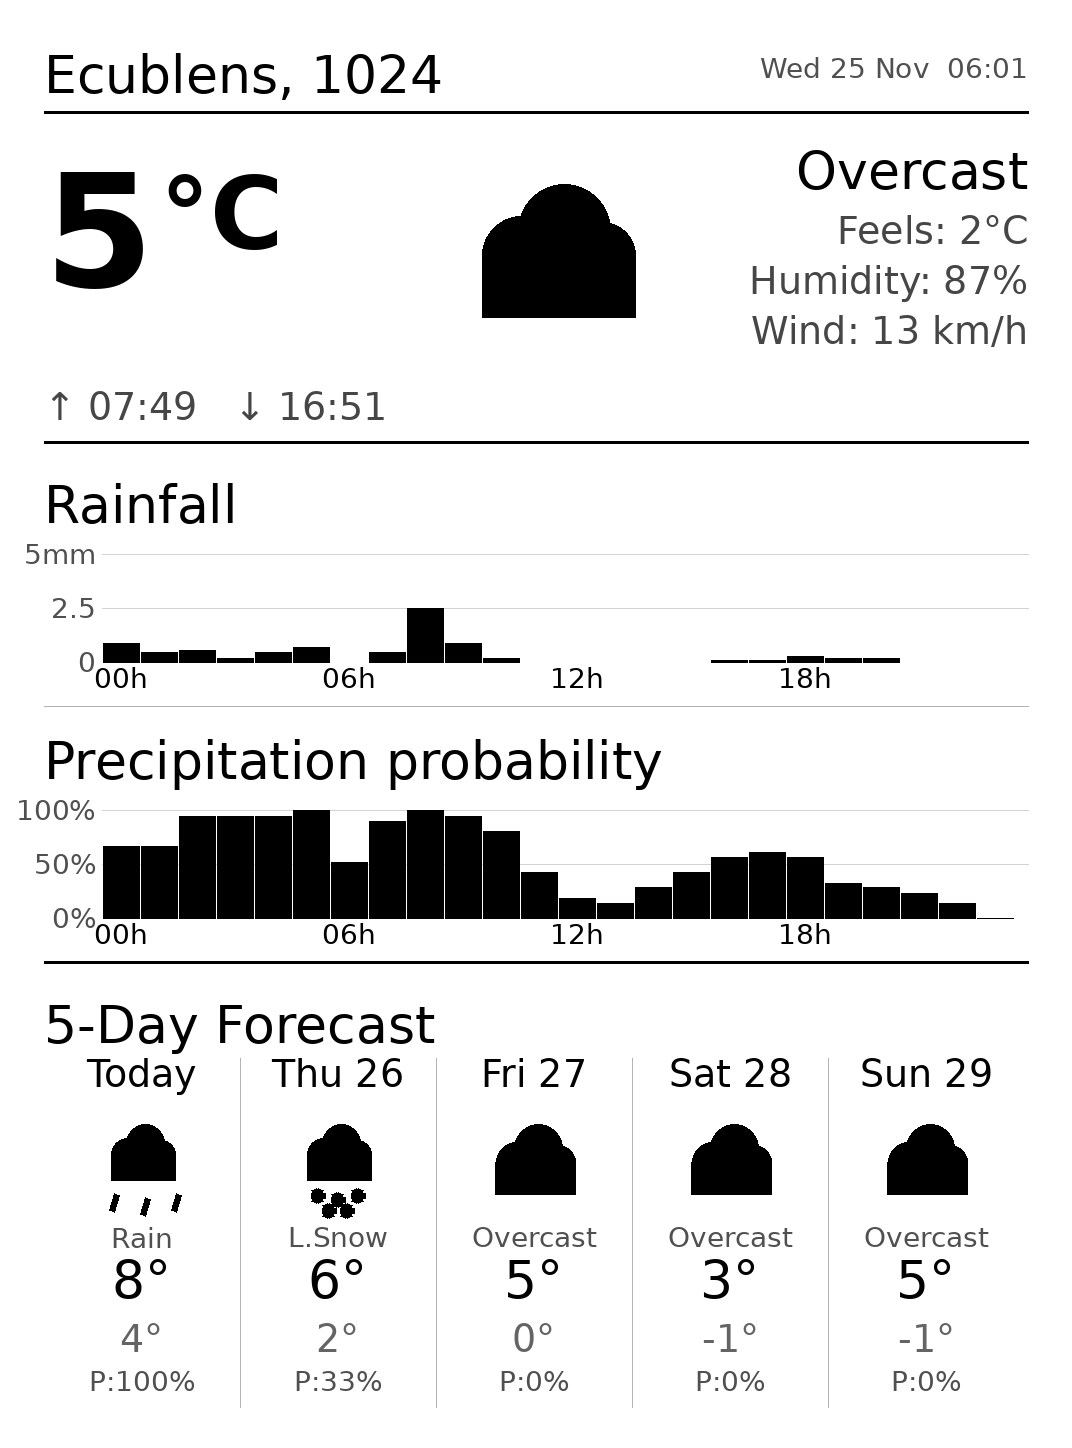 Ecublens, 1024
Wed 25 Nov  06:01
5°C
Overcast
Feels: 2°C
Humidity: 87%
Wind: 13 km/h
↑ 07:49   ↓ 16:51
Rainfall
5mm
2.5
0
00h 06h 12h 18h
Precipitation probability
100%
50%
0%
00h 06h 12h 18h
5-Day Forecast
Today Thu 26 Fri 27 Sat 28 Sun 29
Rain L.Snow Overcast Overcast Overcast
8° 6° 5° 3° 5°
4° 2° 0° -1° -1°
P:100% P:33% P:0% P:0% P:0%